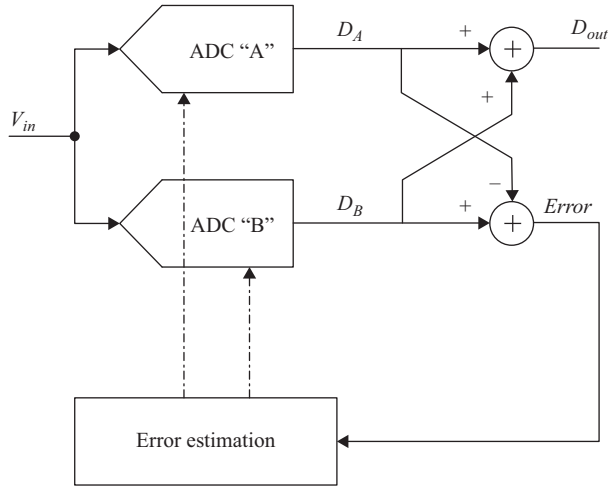 D_A
D_out
ADC “A”
+
+
+
V_in
−
D_B
Error
ADC “B”
+
+
Error estimation